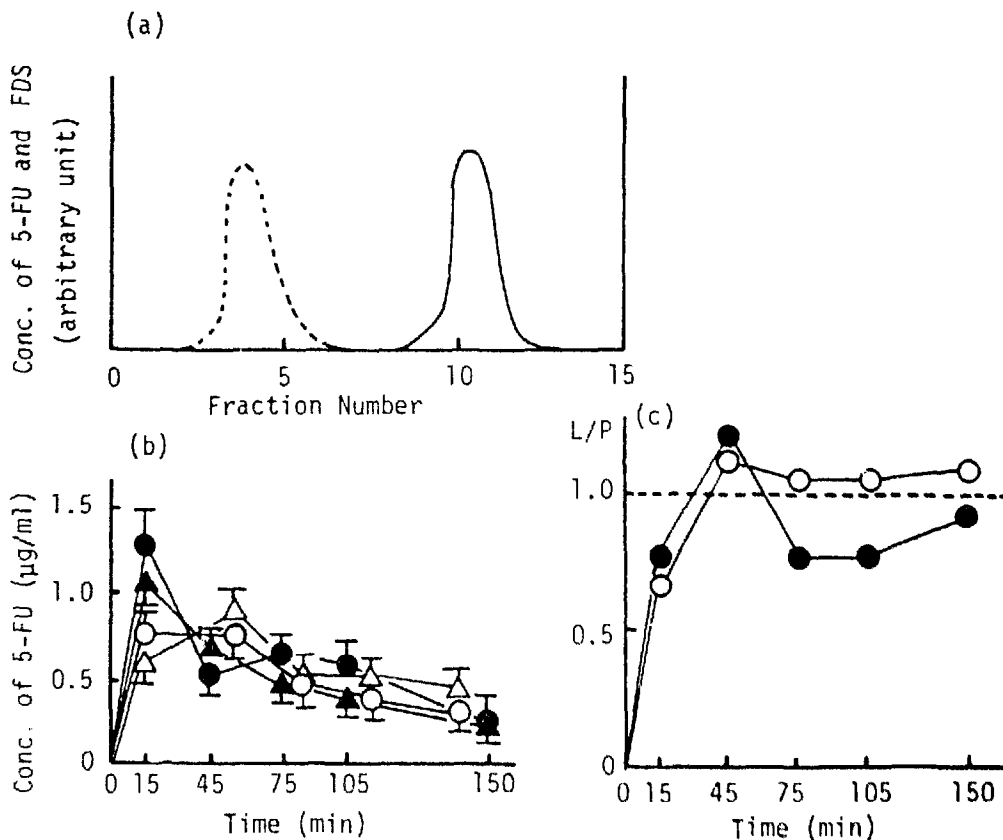 (a)
Conc. of 5-FU and FDS
(arbitrary unit)
0 5 10 15
Fraction Number
(b)
Conc. of 5-FU (µg/ml)
1.5
1.0
0.5
0
0 15 45 75 105 150
Time (min)
(c)
L/P
1.0
0.5
0
0 15 45 75 105 150
Time (min)